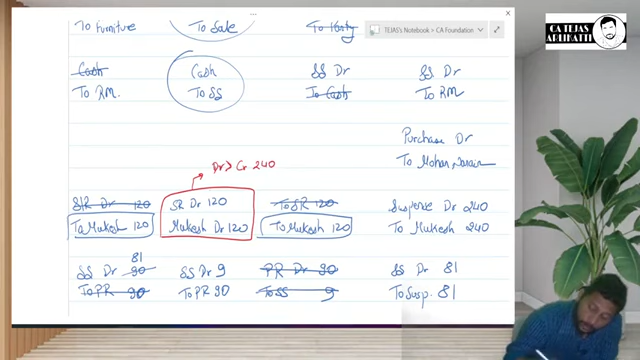 To Furniture To Sale To Party
TEJAS's Notebook > CA Foundation
CA TEJAS
Cash Cash SS Dr SS Dr
To RM. To SS To Cash To RM
Purchase Dr
To Mohan, Narain
Dr > Cr 240
S/R Dr 120 SR Dr 120 To SR 120 Suspense Dr 240
To Mukesh 120 Mukesh Dr 120 To Mukesh 120 To Mukesh 240
81
SS Dr 90 SS Dr 9 PR Dr 90 SS Dr 81
To PR 90 To PR 90 To SS 9 To Susp. 81